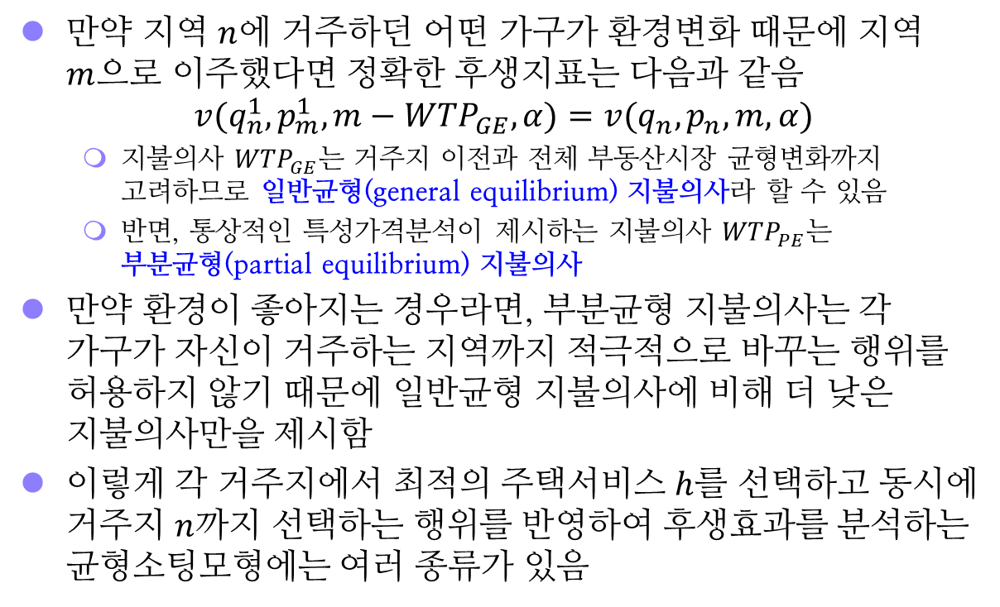 만약 지역 n에 거주하던 어떤 가구가 환경변화 때문에 지역
m으로 이주했다면 정확한 후생지표는 다음과 같음
v(q_n^1, p_m^1, m − WTP_{GE}, α) = v(q_n, p_n, m, α)
지불의사 WTP_{GE}는 거주지 이전과 전체 부동산시장 균형변화까지
고려하므로 일반균형(general equilibrium) 지불의사라 할 수 있음
반면, 통상적인 특성가격분석이 제시하는 지불의사 WTP_{PE}는
부분균형(partial equilibrium) 지불의사
만약 환경이 좋아지는 경우라면, 부분균형 지불의사는 각
가구가 자신이 거주하는 지역까지 적극적으로 바꾸는 행위를
허용하지 않기 때문에 일반균형 지불의사에 비해 더 낮은
지불의사만을 제시함
이렇게 각 거주지에서 최적의 주택서비스 h를 선택하고 동시에
거주지 n까지 선택하는 행위를 반영하여 후생효과를 분석하는
균형소팅모형에는 여러 종류가 있음